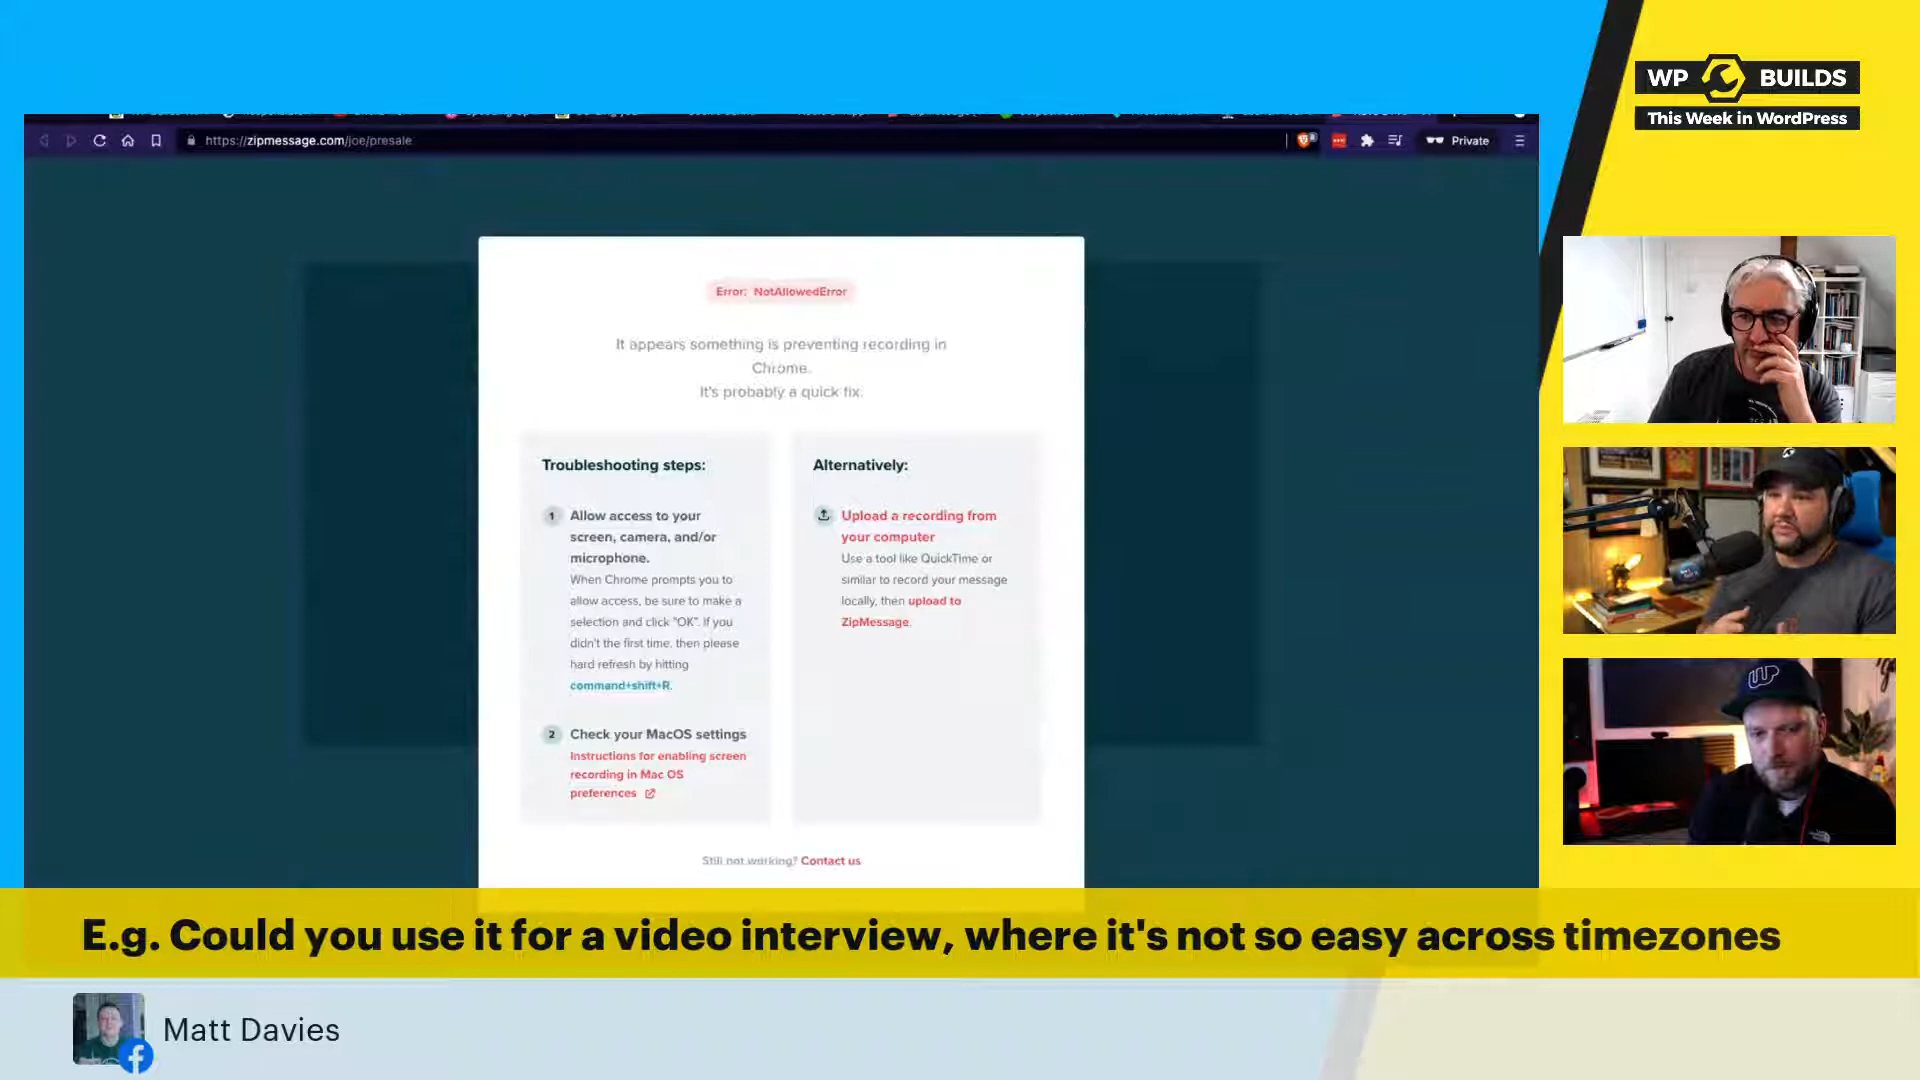 WP BUILDS
This Week in WordPress
https://zipmessage.com/joe/presale
Private
Error: NotAllowedError
It appears something is preventing recording in
Chrome.
It's probably a quick fix.
Troubleshooting steps:
1 Allow access to your
screen, camera, and/or
microphone.
When Chrome prompts you to
allow access, be sure to make a
selection and click "OK". If you
didn't the first time, then please
hard refresh by hitting
command+shift+R.
2 Check your MacOS settings
Instructions for enabling screen
recording in Mac OS
preferences
Alternatively:
Upload a recording from
your computer
Use a tool like QuickTime or
similar to record your message
locally, then upload to
ZipMessage.
Still not working? Contact us
E.g. Could you use it for a video interview, where it's not so easy across timezones
Matt Davies